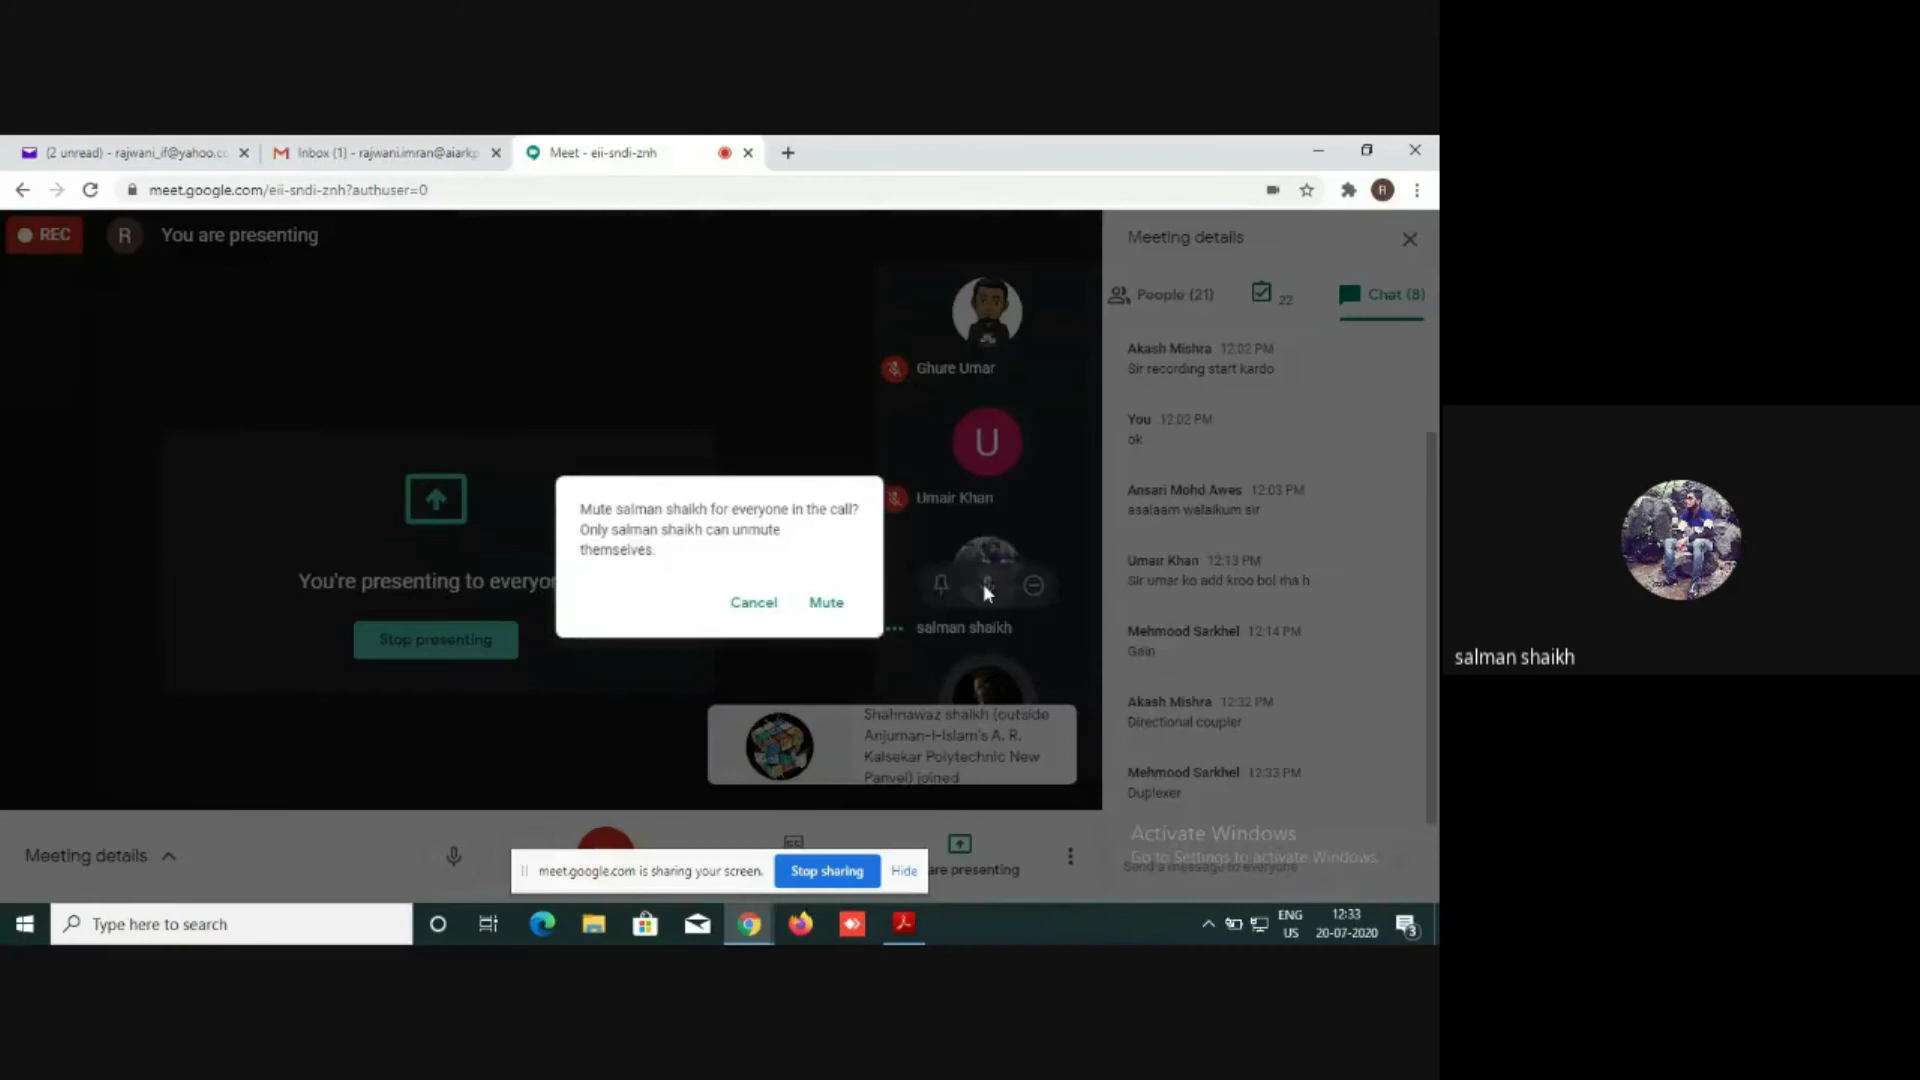 (2 unread) - rajwani_if@yahoo.cc
Inbox (1) - rajwani.imran@aiarkp
Meet - eii-sndi-znh
meet.google.com/eii-sndi-znh?authuser=0
R
REC
R
You are presenting
Meeting details
People (21)
22
Chat (8)
Ghure Umar
U
Umair Khan
salman shaikh
You're presenting to everyo
Stop presenting
Mute salman shaikh for everyone in the call?
Only salman shaikh can unmute
themselves.
Cancel
Mute
Shahnawaz shaikh (outside
Anjuman-I-Islam's A. R.
Kalsekar Polytechnic New
Panvel) joined
Akash Mishra 12:02 PM
Sir recording start kardo
You 12:02 PM
ok
Ansari Mohd Awes 12:03 PM
asalaam walaikum sir
Umair Khan 12:13 PM
Sir umar ko add kroo bol rha h
Mehmood Sarkhel 12:14 PM
Gain
Akash Mishra 12:32 PM
Directional coupler
Mehmood Sarkhel 12:33 PM
Duplexer
Activate Windows
Go to Settings to activate Windows.
Send a message to everyone
Meeting details
are presenting
meet.google.com is sharing your screen.
Stop sharing
Hide
Type here to search
ENG
US
12:33
20-07-2020
3
salman shaikh